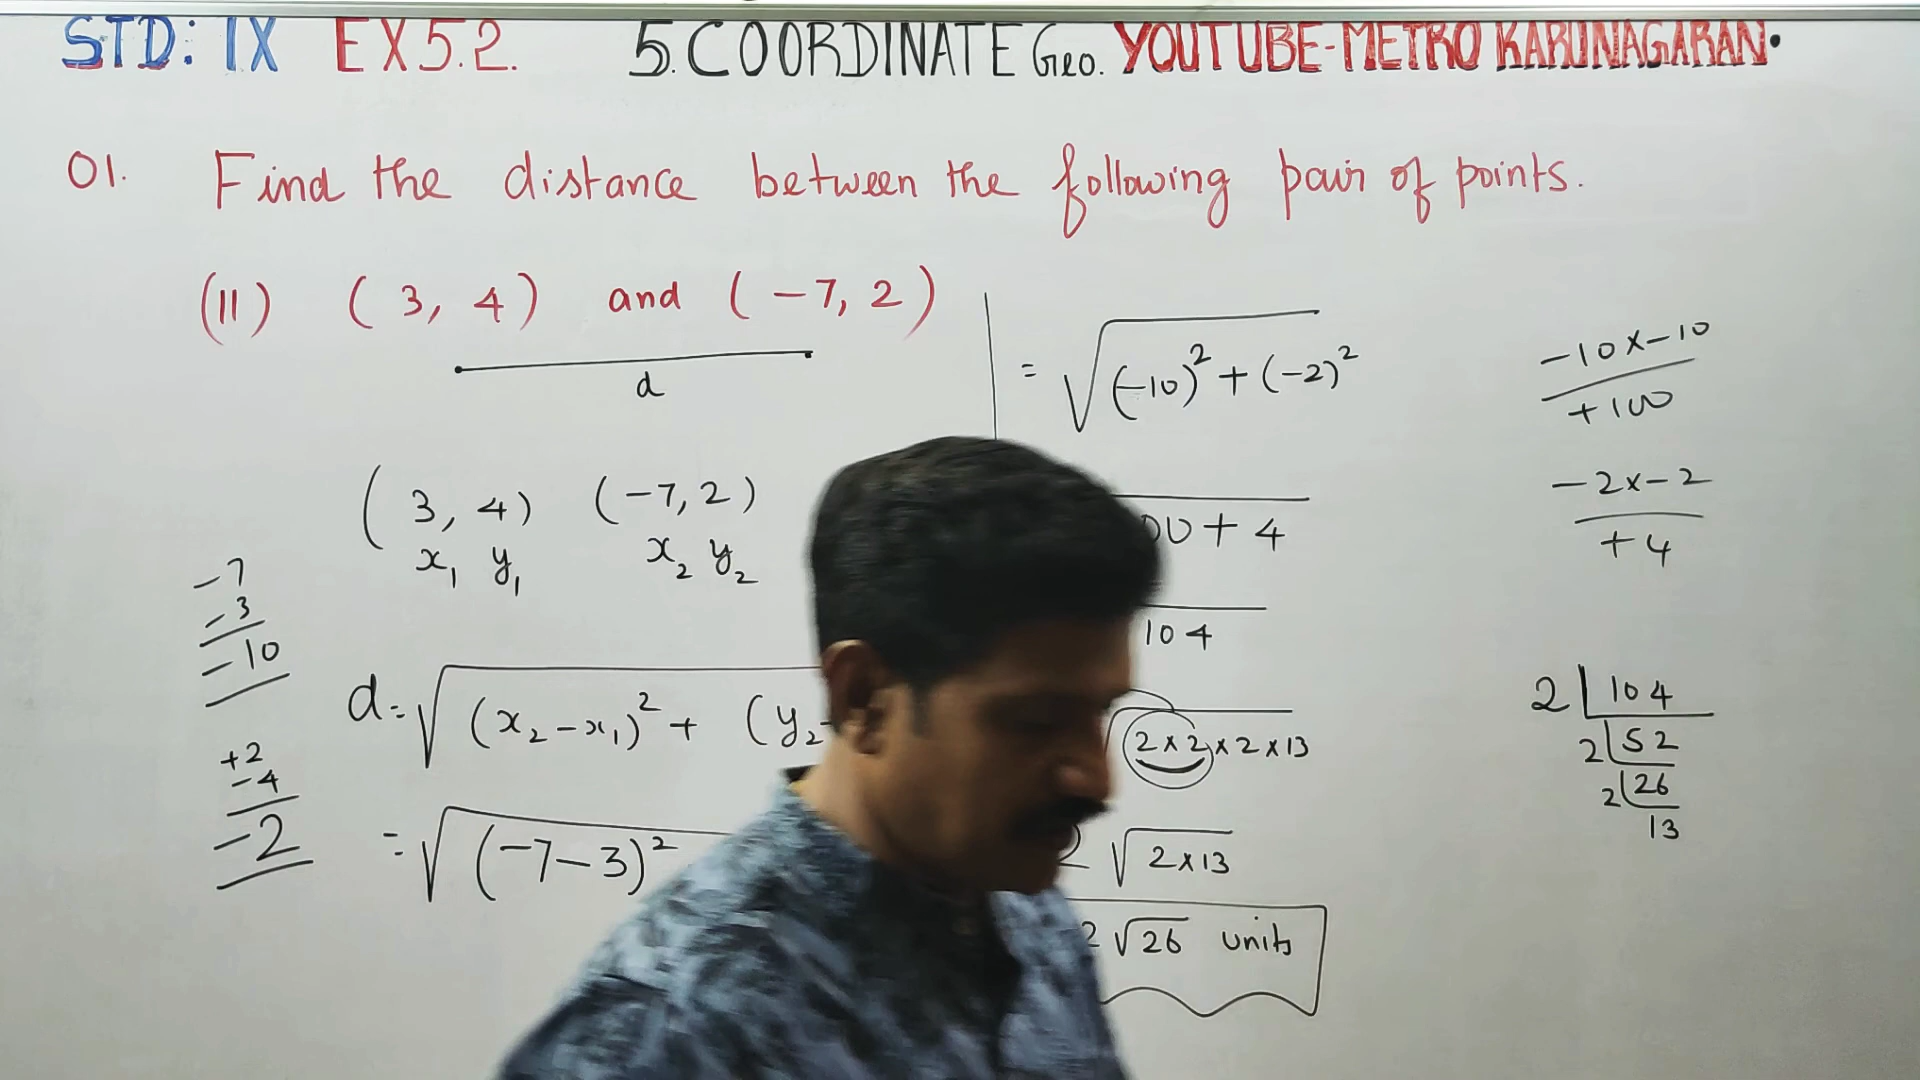 STD: IX EX 5.2. 5. COORDINATE Geo. YOUTUBE-METRO KARUNAGARAN.
01. Find the distance between the following pair of points.
(11) (3, 4) and (-7, 2)
d
(3, 4) (-7, 2)
x₁ y₁ x₂ y₂
-7
-3
-10
+2
-4
-2
d = √(x₂-x₁)² + (y₂-
= √(-7-3)²
= √(-10)² + (-2)²
+ 4
104
√2×2×2×13
2 √2×13
2 √26 units
-10×-10
+100
-2×-2
+4
2 | 104
2 | 52
2 | 26
13